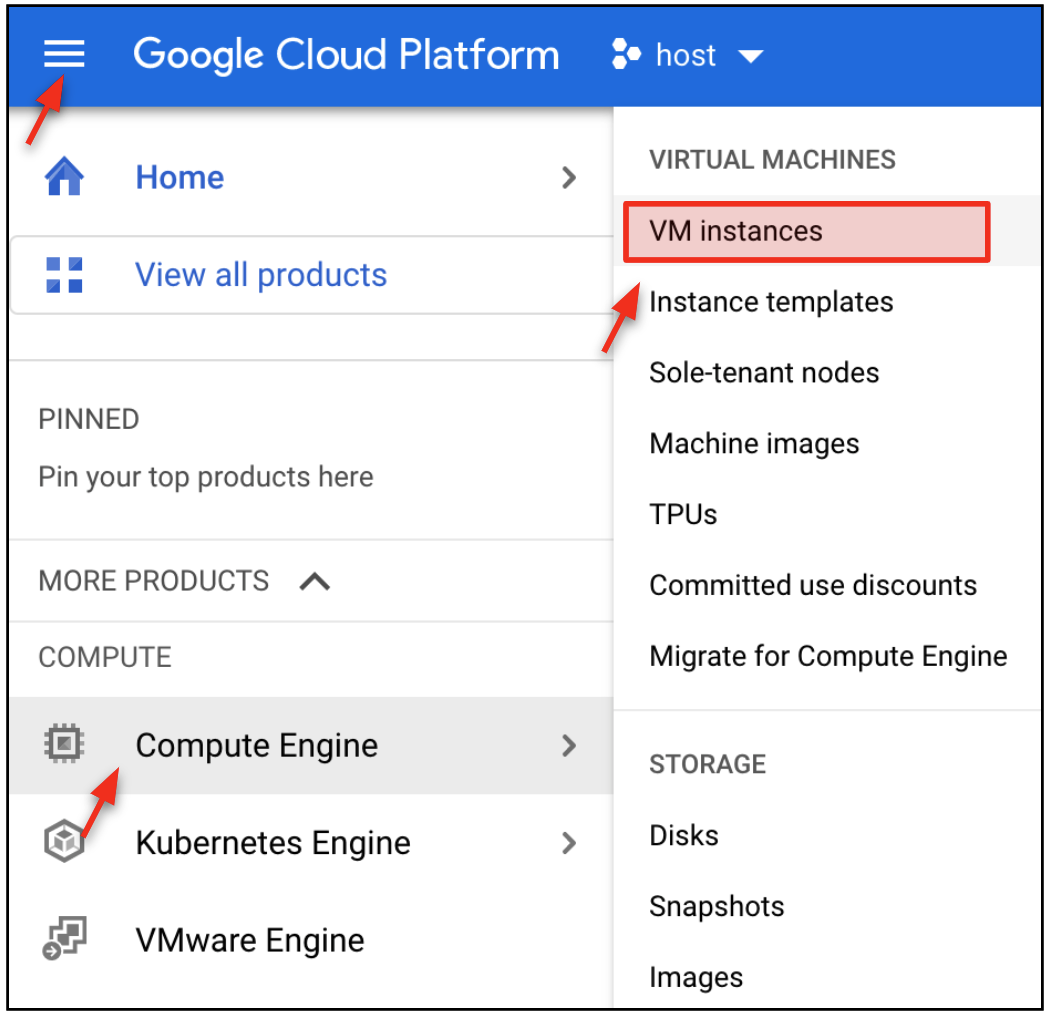 Google Cloud Platform host
Home
View all products
PINNED
Pin your top products here
MORE PRODUCTS
COMPUTE
Compute Engine
Kubernetes Engine
VMware Engine
VIRTUAL MACHINES
VM instances
Instance templates
Sole-tenant nodes
Machine images
TPUs
Committed use discounts
Migrate for Compute Engine
STORAGE
Disks
Snapshots
Images